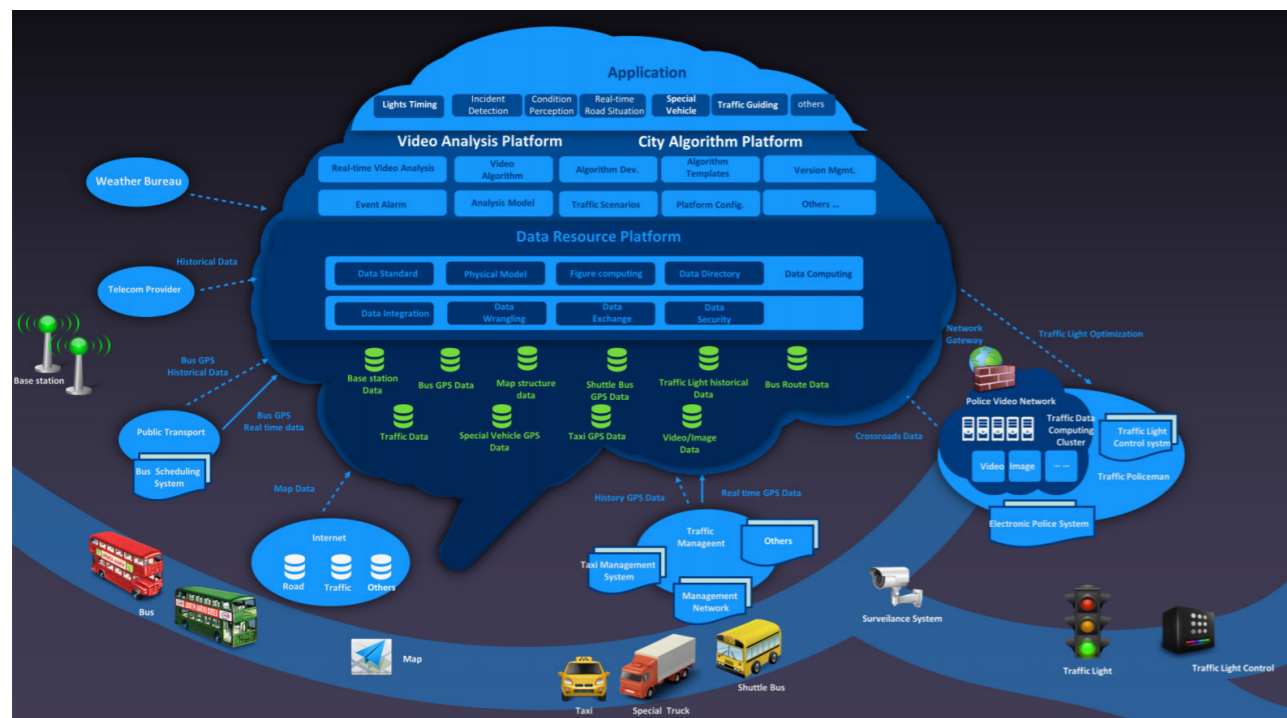 Application
Lights Timing
Incident
Detection
Condition
Perception
Real-time
Road Situation
Special
Vehicle
Traffic Guiding
others
Video Analysis Platform
City Algorithm Platform
Real-time Video Analysis
Video
Algorithm
Algorithm Dev.
Algorithm
Templates
Version Mgmt.
Event Alarm
Analysis Model
Traffic Scenarios
Platform Config.
Others ...
Data Resource Platform
Data Standard
Physical Model
Figure computing
Data Directory
Data Computing
Data Integration
Data
Wrangling
Data
Exchange
Data
Security
Base station
Data
Bus GPS Data
Map structure
data
Shuttle Bus
GPS Data
Traffic Light historical
Data
Bus Route Data
Traffic Data
Special Vehicle GPS
Data
Taxi GPS Data
Video/Image
Data
Weather Bureau
Historical Data
Telecom Provider
Base station
Bus GPS
Historical Data
Bus GPS
Real time data
Public Transport
Bus Scheduling
System
Map Data
Internet
Road
Traffic
Others
History GPS Data
Real time GPS Data
Traffic
Manageent
Others
Taxi Management
System
Management
Network
Network
Gateway
Traffic Light Optimization
Crossroads Data
Police Video Network
Traffic Data
Computing
Cluster
Video
Image
... ...
Traffic Light
Control systm
Traffic Policeman
Electronic Police System
Bus
Map
Taxi
Special Truck
Shuttle Bus
Surveilance System
Traffic Light
Traffic Light Control